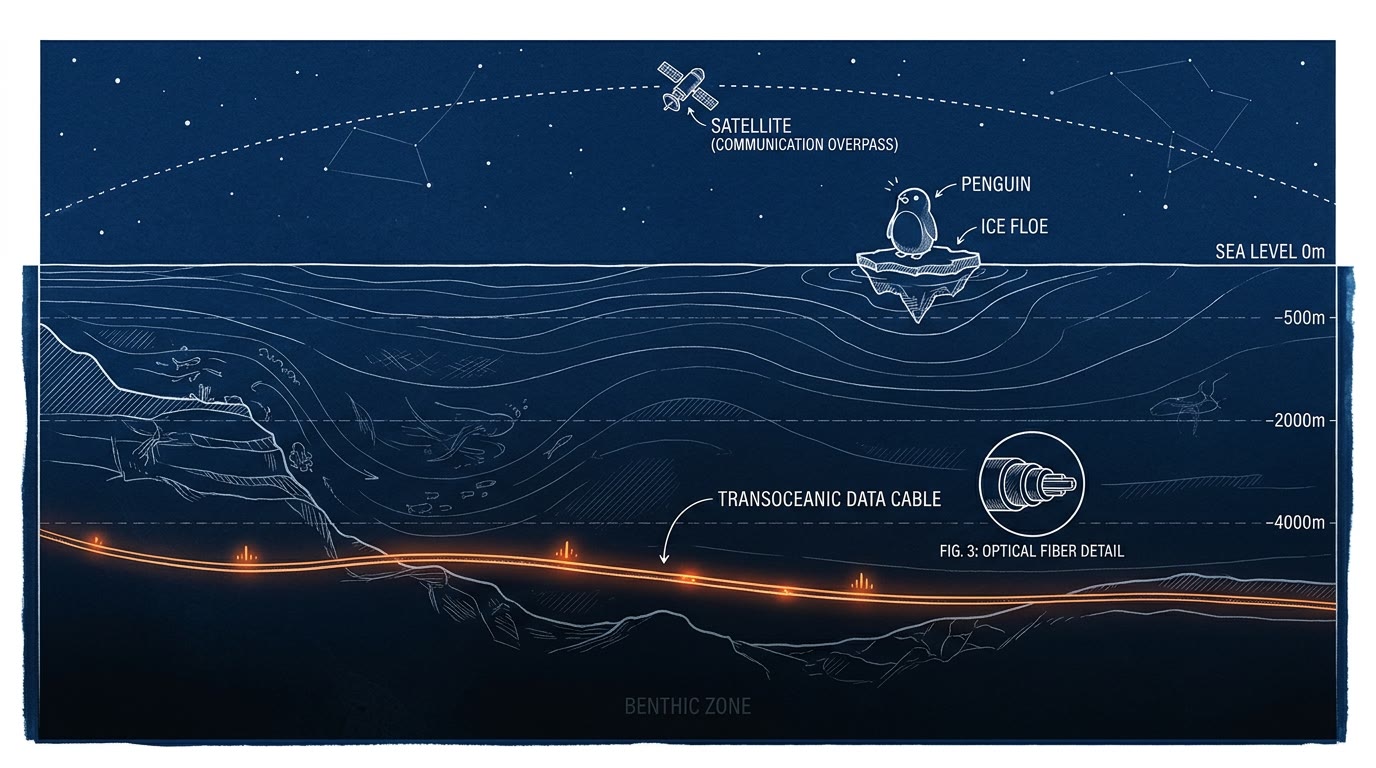 SATELLITE
(COMMUNICATION OVERPASS)
PENGUIN
ICE FLOE
SEA LEVEL 0m
–500m
–2000m
TRANSOCEANIC DATA CABLE
–4000m
FIG. 3: OPTICAL FIBER DETAIL
BENTHIC ZONE